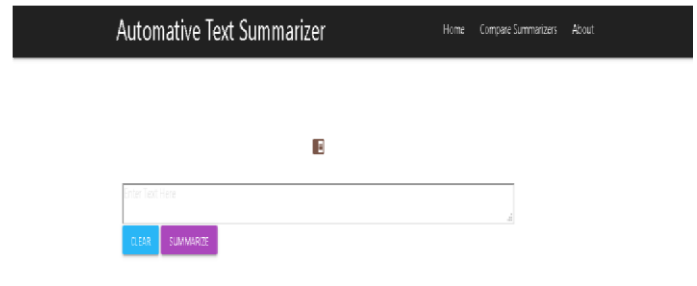 Automative Text Summarizer Home Compare Summarizers About
Enter Text Here
CLEAR SUMMARIZE